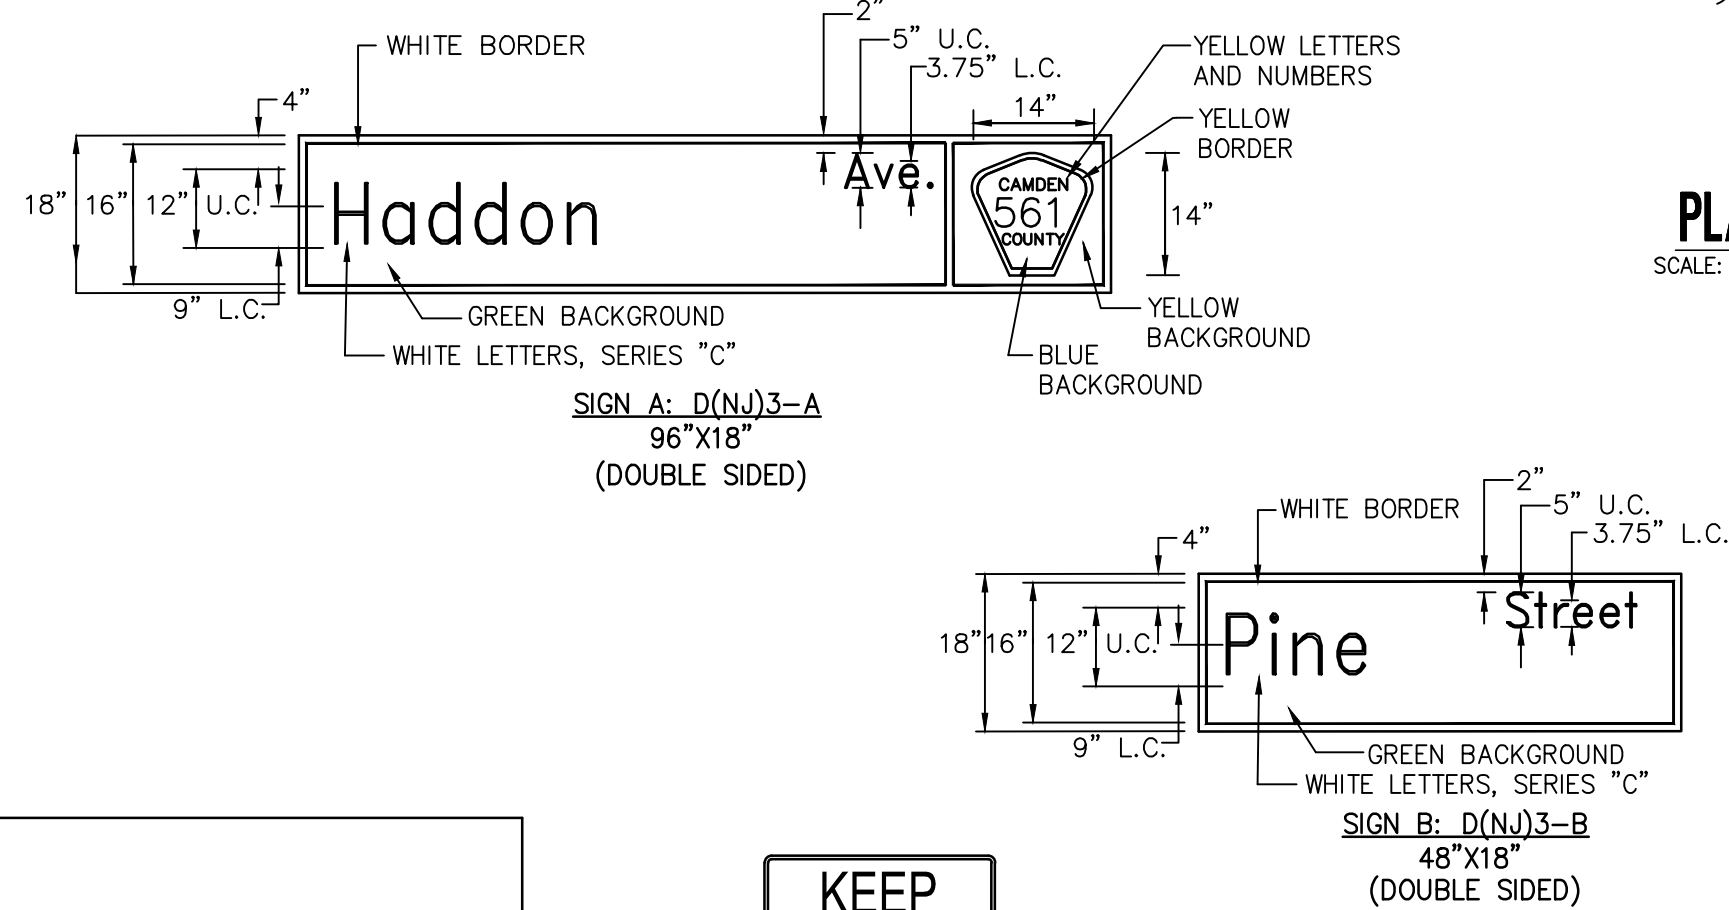 2”
WHITE BORDER
5” U.C.
3.75” L.C.
YELLOW LETTERS
AND NUMBERS
4”
14”
YELLOW
BORDER
Ave.
18”
16”
12” U.C.
Haddon
CAMDEN
561
COUNTY
14”
9” L.C.
GREEN BACKGROUND
WHITE LETTERS, SERIES ”C”
YELLOW
BACKGROUND
BLUE
BACKGROUND
SIGN A: D(NJ)3-A
96”X18”
(DOUBLE SIDED)
SCALE:
2”
WHITE BORDER
5” U.C.
3.75” L.C.
4”
Street
18”
16”
12” U.C.
Pine
9” L.C.
GREEN BACKGROUND
WHITE LETTERS, SERIES ”C”
SIGN B: D(NJ)3-B
48”X18”
(DOUBLE SIDED)
KEEP